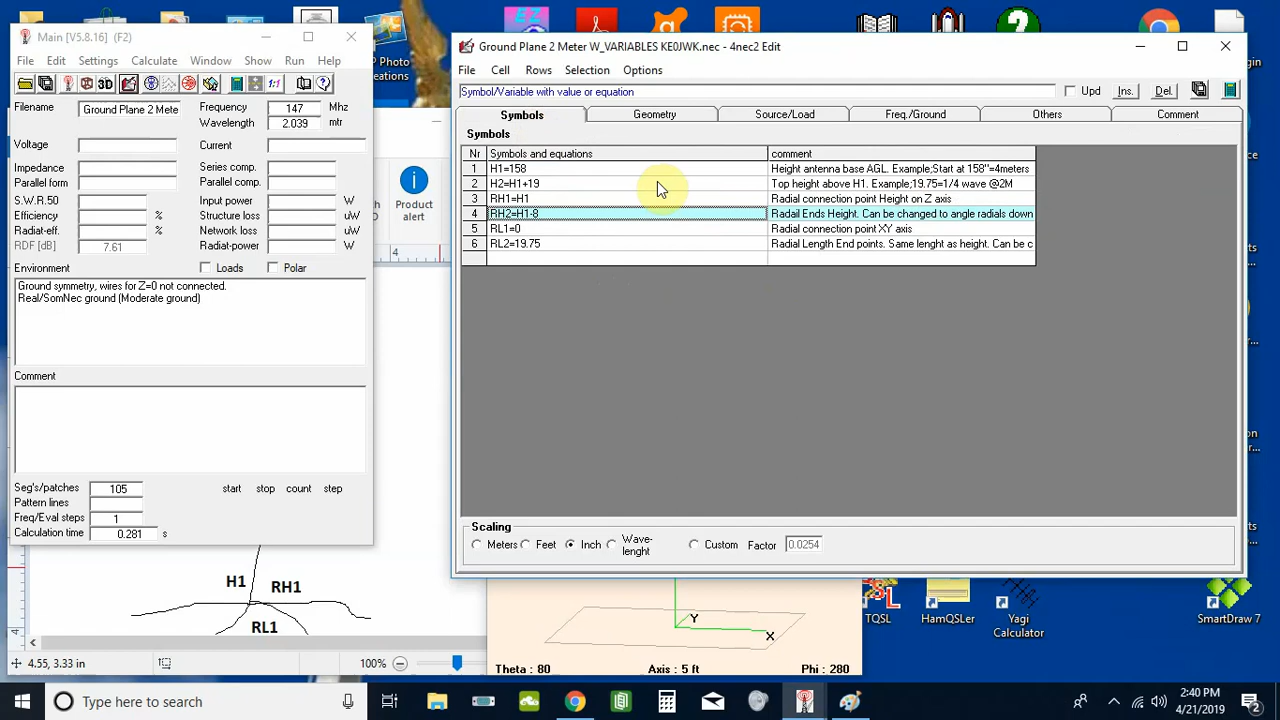 Main [V5.8.16] (F2)
File Edit Settings Calculate Window Show Run Help
3D
1:1
Filename Ground Plane 2 Mete Frequency 147 Mhz
Wavelength 2.039 mtr
Voltage Current
Impedance Series comp.
Parallel form Parallel comp.
S.W.R.50 Input power W
Efficiency % Structure loss uW
Radiat-eff. % Network loss uW
RDF [dB] 7.61 Radiat-power W
Environment Loads Polar
Ground symmetry, wires for Z=0 not connected.
Real/SomNec ground (Moderate ground)
Comment
Seg's/patches 105 start stop count step
Pattern lines
Freq/Eval steps 1
Calculation time 0.281 s
PP Photo
reations
Product
alert
4
H1
RH1
RL1
4
4.55, 3.33 in
100%
Ground Plane 2 Meter W_VARIABLES KE0JWK.nec - 4nec2 Edit
File Cell Rows Selection Options
Symbol/Variable with value or equation Upd Ins. Del.
Symbols Geometry Source/Load Freq./Ground Others Comment
Symbols
Nr Symbols and equations comment
1 H1=158 Height antenna base AGL. Example;Start at 158"=4meters
2 H2=H1+19 Top height above H1. Example;19.75=1/4 wave @2M
3 RH1=H1 Radial connection point Height on Z axis
4 RH2=H1-8 Radail Ends Height. Can be changed to angle radials down
5 RL1=0 Radial connection point XY axis
6 RL2=19.75 Radial Length End points. Same lenght as height. Can be c
Scaling
Meters Feet Inch Wave-
lenght Custom Factor 0.0254
Y
X
Theta : 80 Axis : 5 ft Phi : 280
TQSL
HamQSLer
Yagi
Calculator
SmartDraw 7
Type here to search
2:40 PM
4/21/2019
2